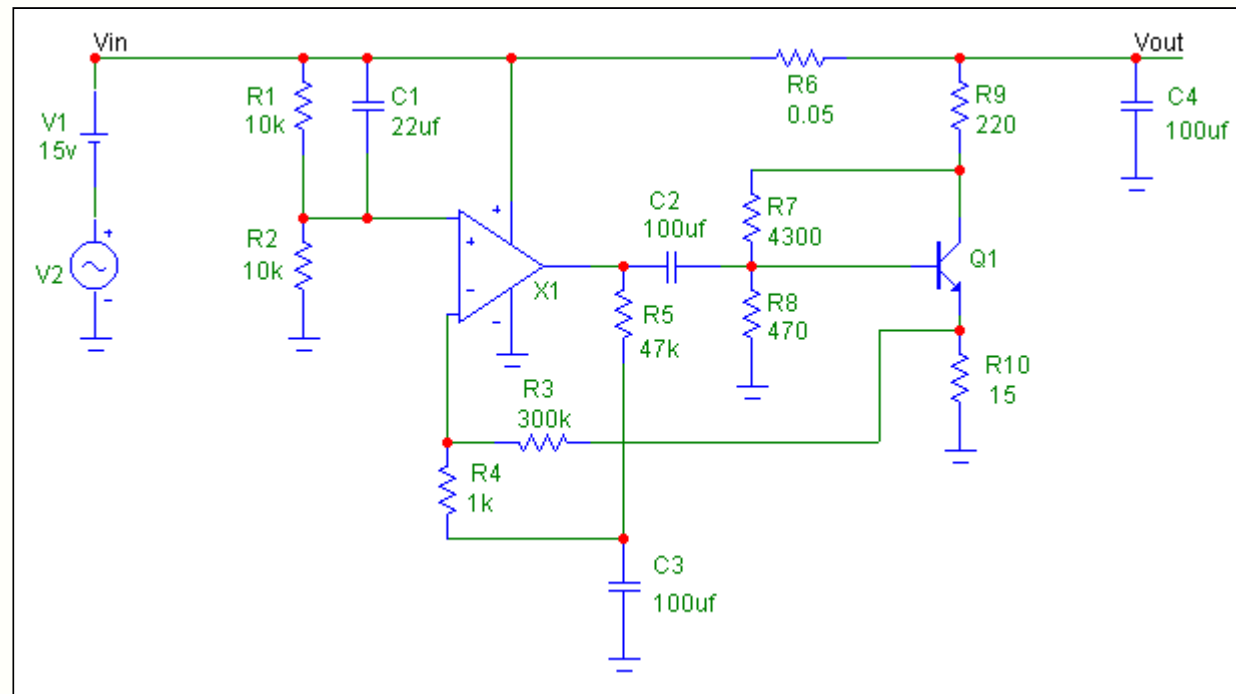 Vin
Vout
R1
10k
C1
22uf
V1
15v
R6
0.05
R9
220
C4
100uf
R2
10k
V2
+
-
+
+
-
-
X1
C2
100uf
R7
4300
Q1
R5
47k
R8
470
R10
15
R3
300k
R4
1k
C3
100uf